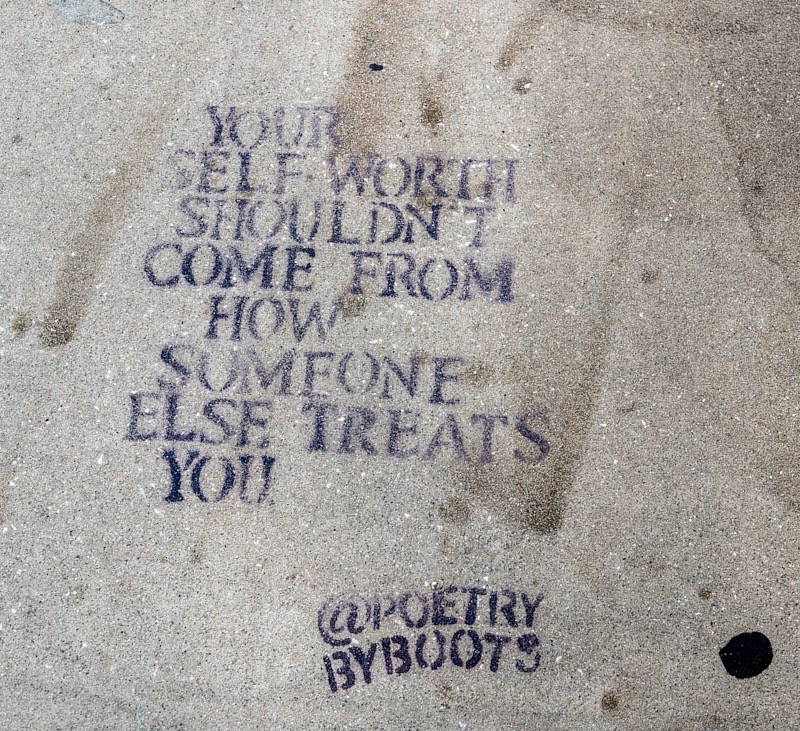 YOUR
SELF-WORTH
SHOULDN'T
COME FROM
HOW
SOMEONE
ELSE TREATS
YOU
@POETRY
BYBOOTS